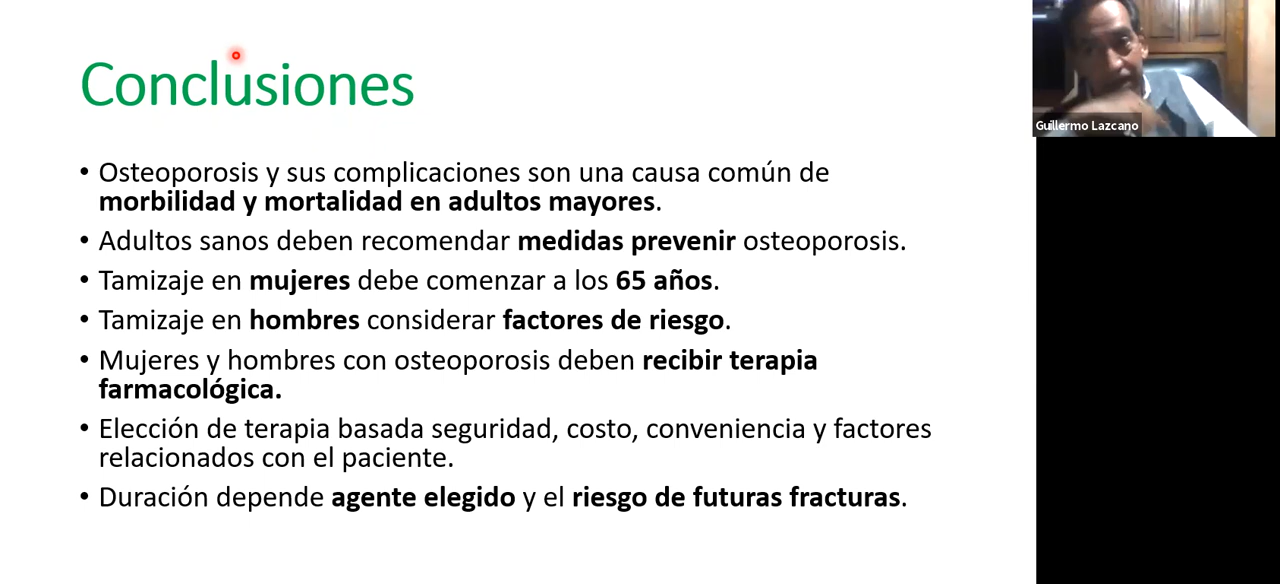 Conclusiones
• Osteoporosis y sus complicaciones son una causa común de
morbilidad y mortalidad en adultos mayores.
• Adultos sanos deben recomendar medidas prevenir osteoporosis.
• Tamizaje en mujeres debe comenzar a los 65 años.
• Tamizaje en hombres considerar factores de riesgo.
• Mujeres y hombres con osteoporosis deben recibir terapia
farmacológica.
• Elección de terapia basada seguridad, costo, conveniencia y factores
relacionados con el paciente.
• Duración depende agente elegido y el riesgo de futuras fracturas.
Guillermo Lazcano